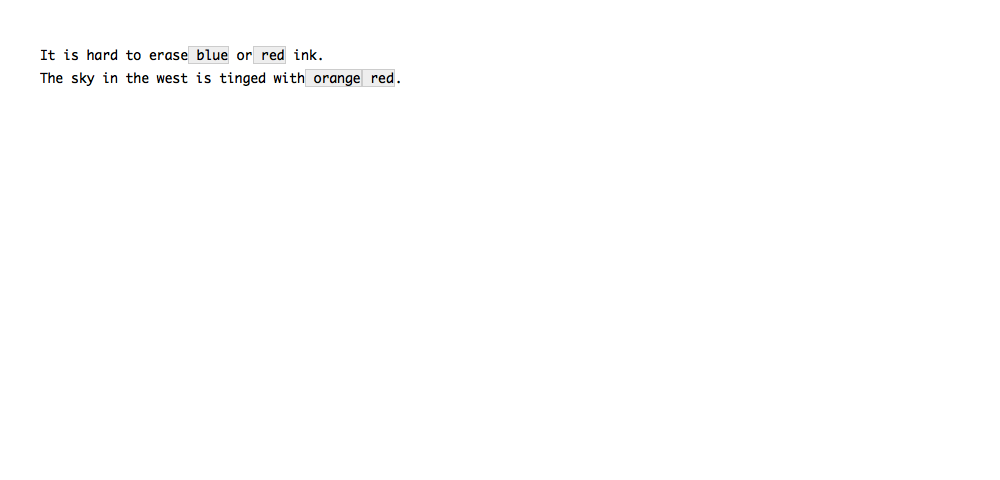 It is hard to erase blue or red ink.
The sky in the west is tinged with orange red.